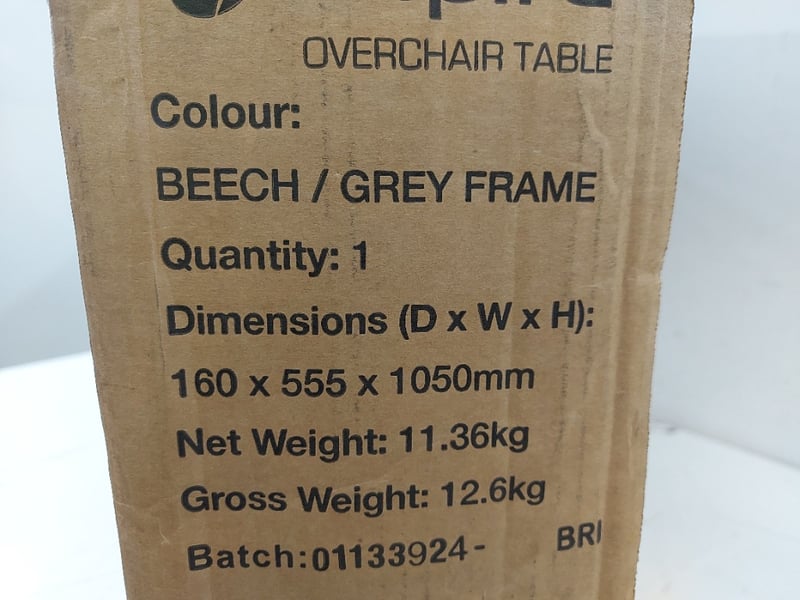 OVERCHAIR TABLE
Colour:
BEECH / GREY FRAME
Quantity: 1
Dimensions (D x W x H):
160 x 555 x 1050mm
Net Weight: 11.36kg
Gross Weight: 12.6kg
Batch:01133924- BRI